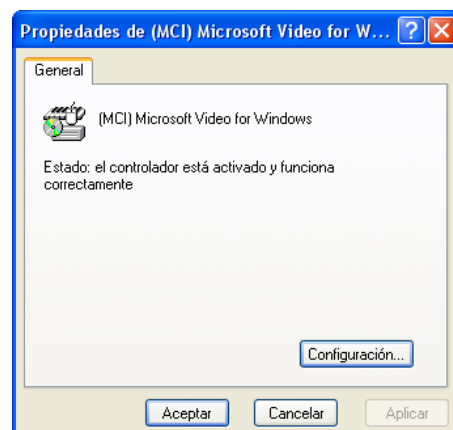 Propiedades de (MCI) Microsoft Video for W...
General
(MCI) Microsoft Video for Windows
Estado: el controlador está activado y funciona
correctamente
Configuración...
Aceptar Cancelar Aplicar